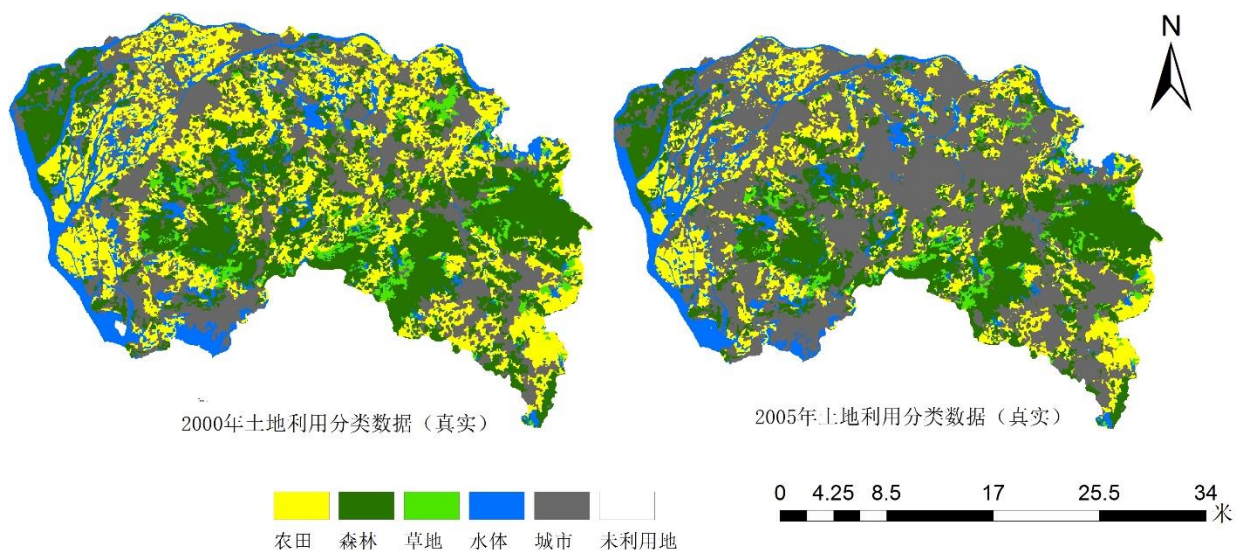 N
2000年土地利用分类数据（真实）
2005年土地利用分类数据（真实）
农田 森林 草地 水体 城市 未利用地
0 4.25 8.5 17 25.5 34
米